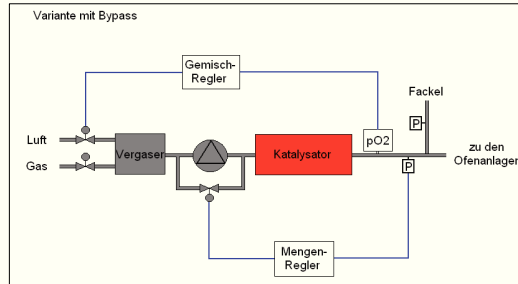 Variante mit Bypass
Gemisch-
Regler
Fackel
P
Luft
Gas
Vergaser
Katalysator
pO2
P
zu den
Ofenanlagen
Mengen-
Regler